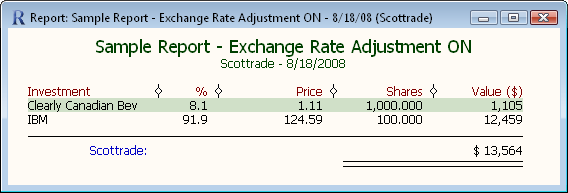 R Report: Sample Report - Exchange Rate Adjustment ON - 8/18/08 (Scottrade)
Sample Report - Exchange Rate Adjustment ON
Scottrade - 8/18/2008
Investment % Price Shares Value ($)
Clearly Canadian Bev 8.1 1.11 1,000.000 1,105
IBM 91.9 124.59 100.000 12,459
Scottrade: $ 13,564